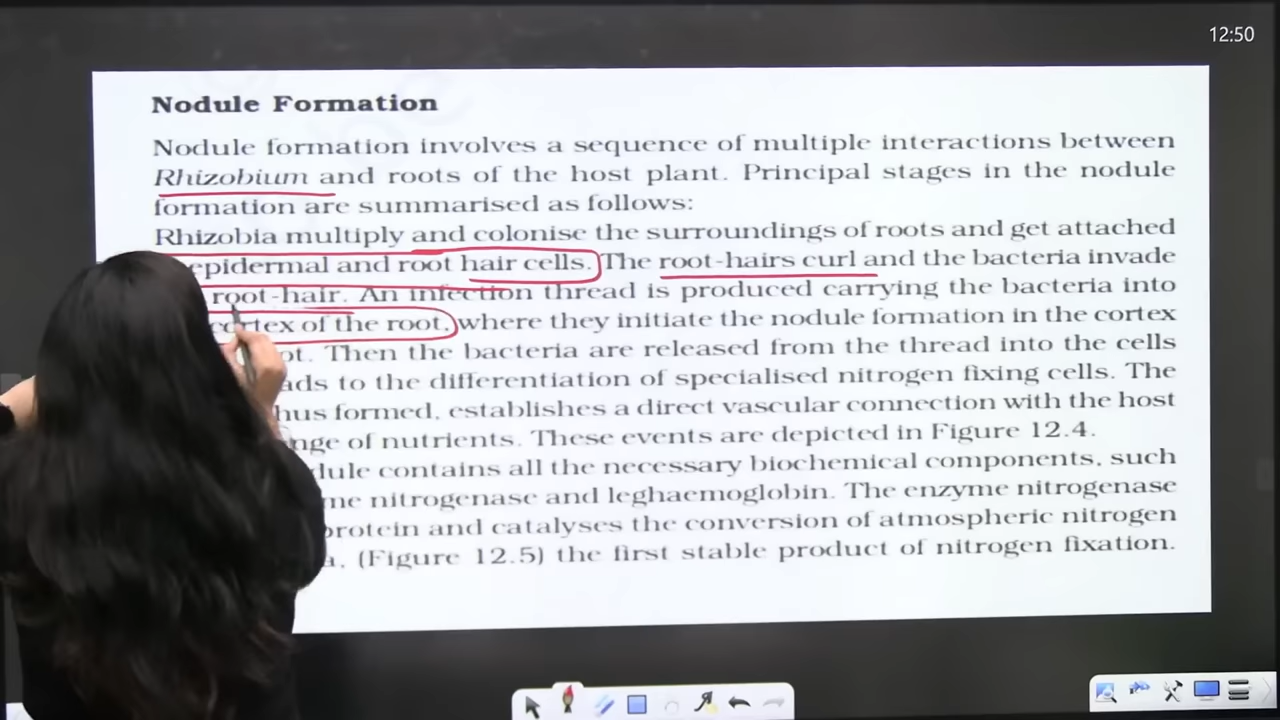 12:50
Nodule Formation
Nodule formation involves a sequence of multiple interactions between
Rhizobium and roots of the host plant. Principal stages in the nodule
formation are summarised as follows:
Rhizobia multiply and colonise the surroundings of roots and get attached
epidermal and root hair cells. The root-hairs curl and the bacteria invade
root-hair. An infection thread is produced carrying the bacteria into
cortex of the root, where they initiate the nodule formation in the cortex
Then the bacteria are released from the thread into the cells
to the differentiation of specialised nitrogen fixing cells. The
formed, establishes a direct vascular connection with the host
of nutrients. These events are depicted in Figure 12.4.
contains all the necessary biochemical components, such
nitrogenase and leghaemoglobin. The enzyme nitrogenase
protein and catalyses the conversion of atmospheric nitrogen
(Figure 12.5) the first stable product of nitrogen fixation.